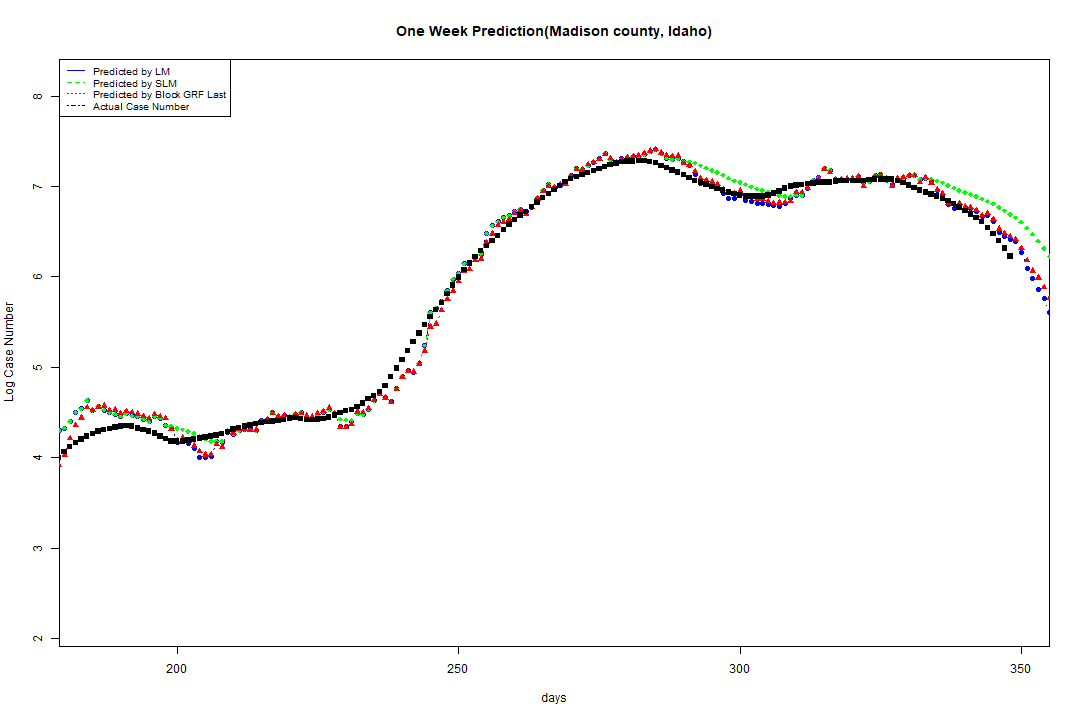 One Week Prediction(Madison county, Idaho)
Predicted by LM
Predicted by SLM
Predicted by Block GRF Last
Actual Case Number
8
7
6
5
4
3
2
Log Case Number
200 250 300 350
days